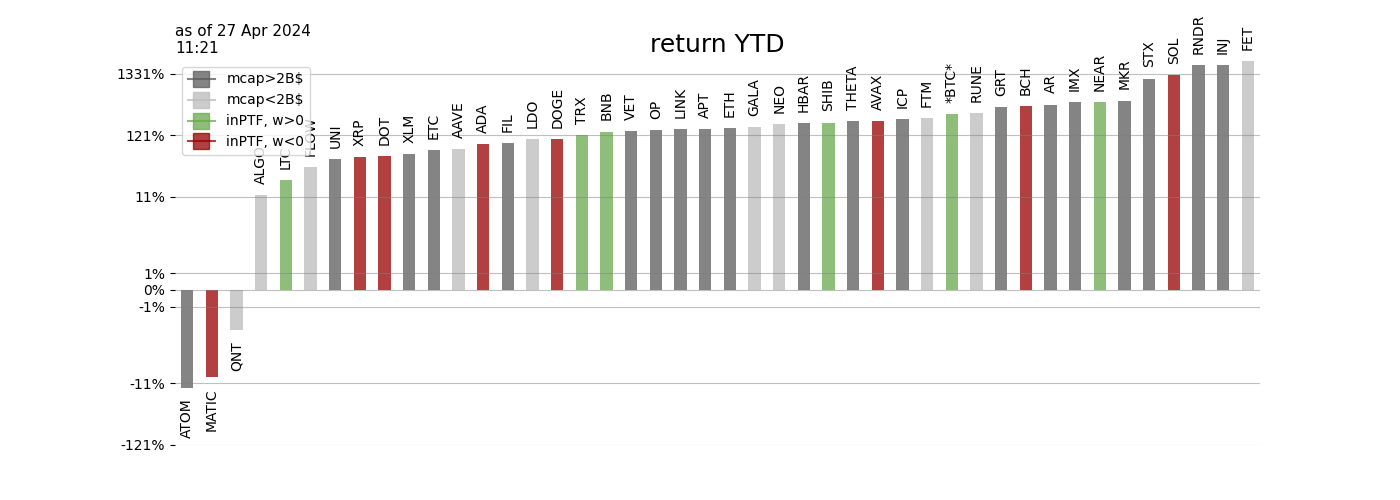 as of 27 Apr 2024
11:21
return YTD
1331%
121%
11%
1%
0%
-1%
-11%
-121%
mcap>2B$
mcap<2B$
inPTF, w>0
inPTF, w<0
ATOM
MATIC
QNT
ALGO
LTC
FLOW
UNI
XRP
DOT
XLM
ETC
AAVE
ADA
FIL
LDO
DOGE
TRX
BNB
VET
OP
LINK
APT
ETH
GALA
NEO
HBAR
SHIB
THETA
AVAX
ICP
FTM
*BTC*
RUNE
GRT
BCH
AR
IMX
NEAR
MKR
STX
SOL
RNDR
INJ
FET